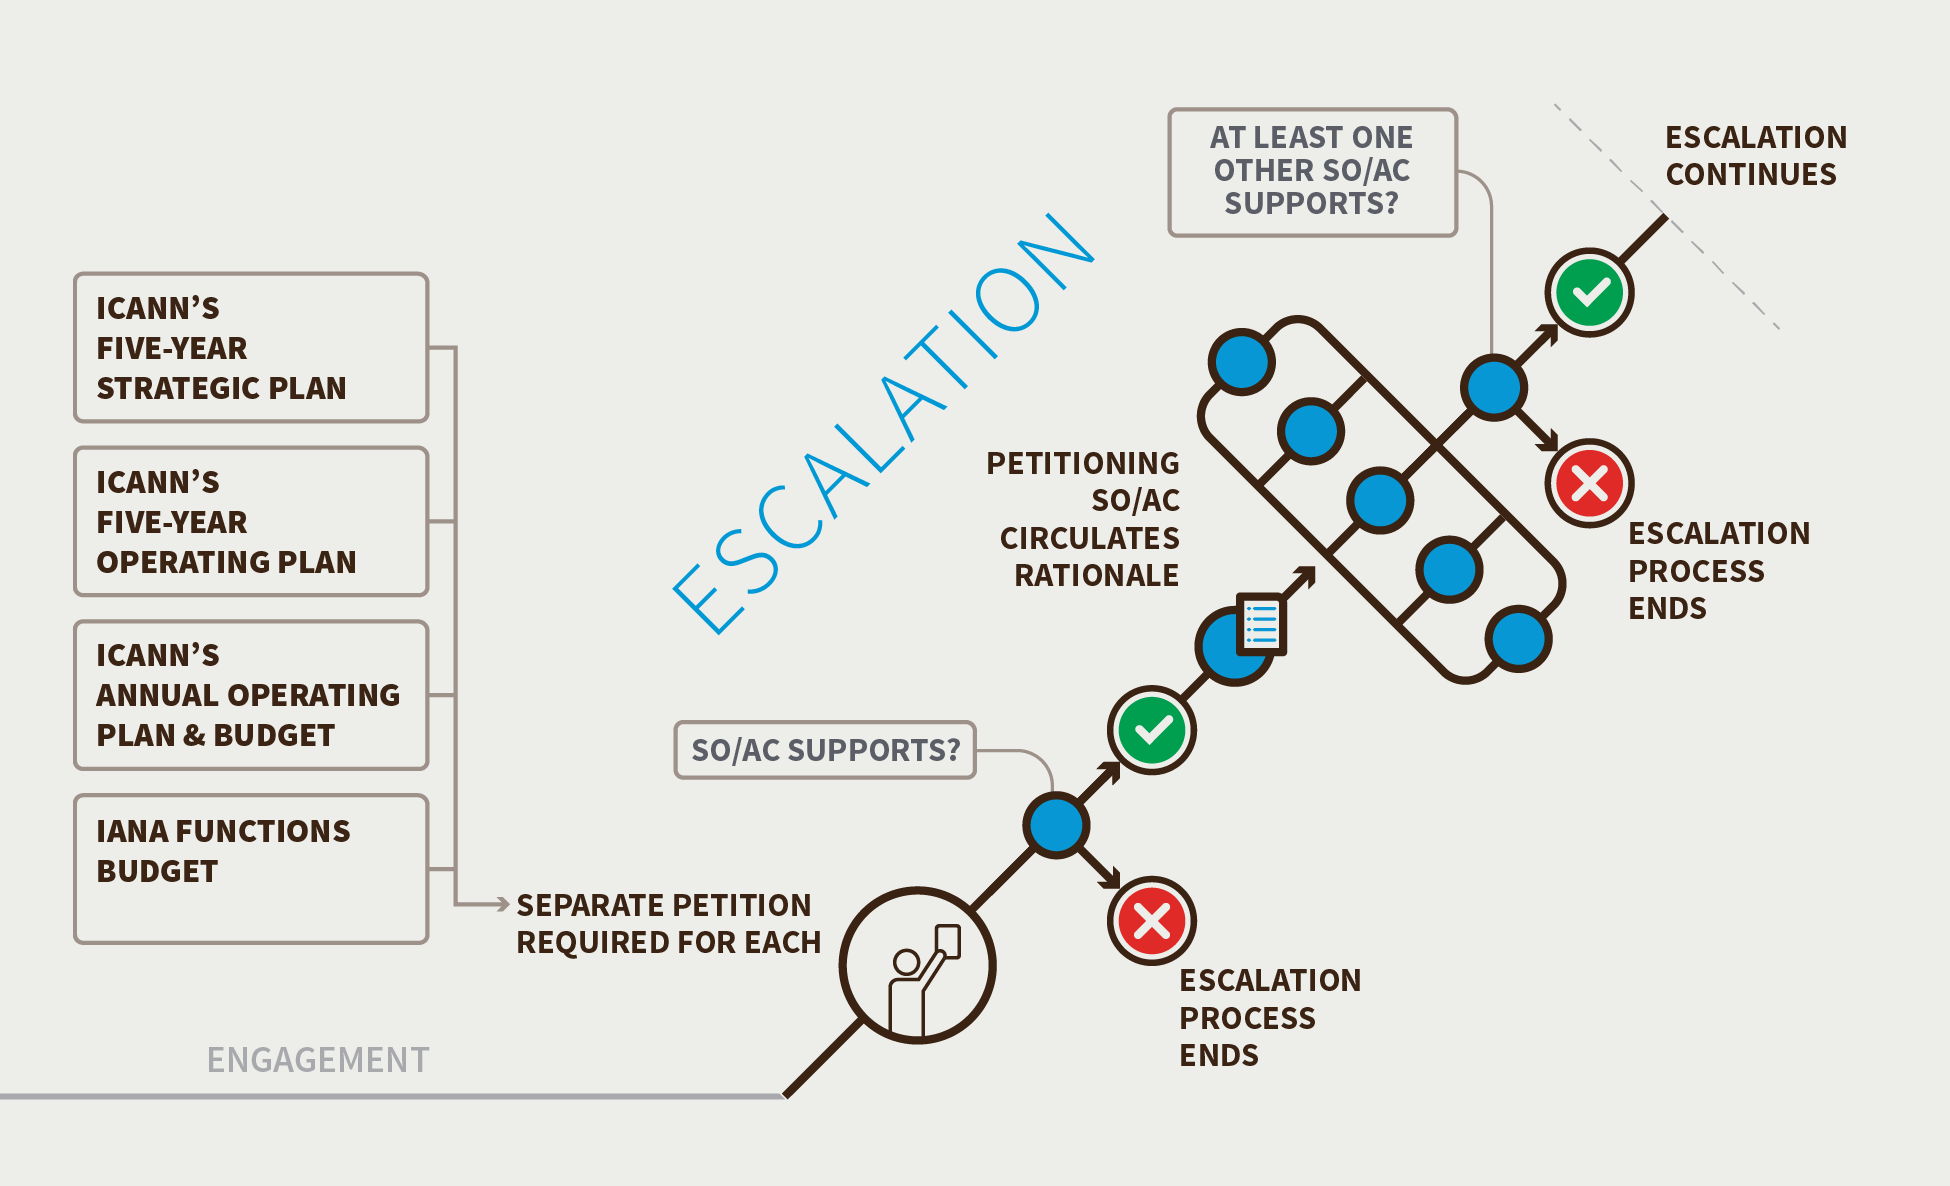 ICANN’S
FIVE-YEAR
STRATEGIC PLAN
ICANN’S
FIVE-YEAR
OPERATING PLAN
ICANN’S
ANNUAL OPERATING
PLAN & BUDGET
IANA FUNCTIONS
BUDGET
SEPARATE PETITION
REQUIRED FOR EACH
ENGAGEMENT
ESCALATION
SO/AC SUPPORTS?
ESCALATION
PROCESS
ENDS
PETITIONING
SO/AC
CIRCULATES
RATIONALE
AT LEAST ONE
OTHER SO/AC
SUPPORTS?
ESCALATION
PROCESS
ENDS
ESCALATION
CONTINUES